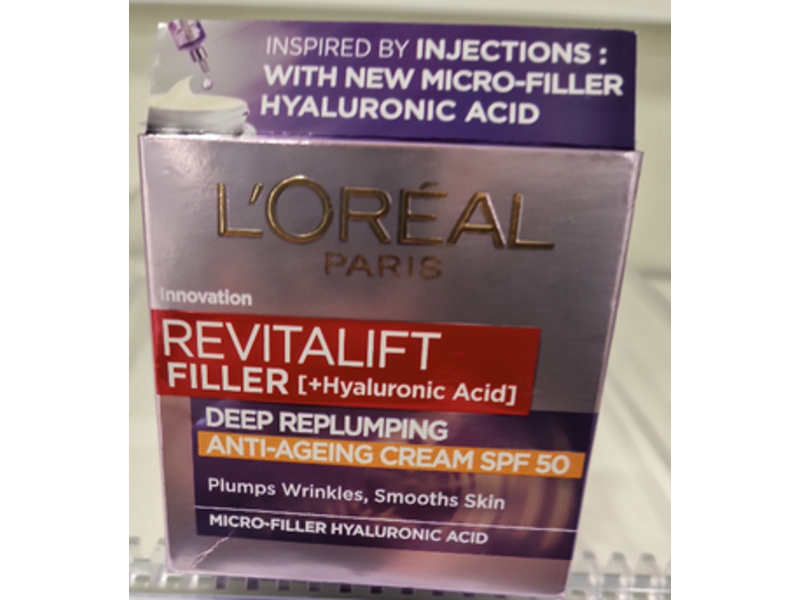 INSPIRED BY INJECTIONS :
WITH NEW MICRO-FILLER
HYALURONIC ACID
L'ORÉAL
PARIS
Innovation
REVITALIFT
FILLER [+Hyaluronic Acid]
DEEP REPLUMPING
ANTI-AGEING CREAM SPF 50
Plumps Wrinkles, Smooths Skin
MICRO-FILLER HYALURONIC ACID